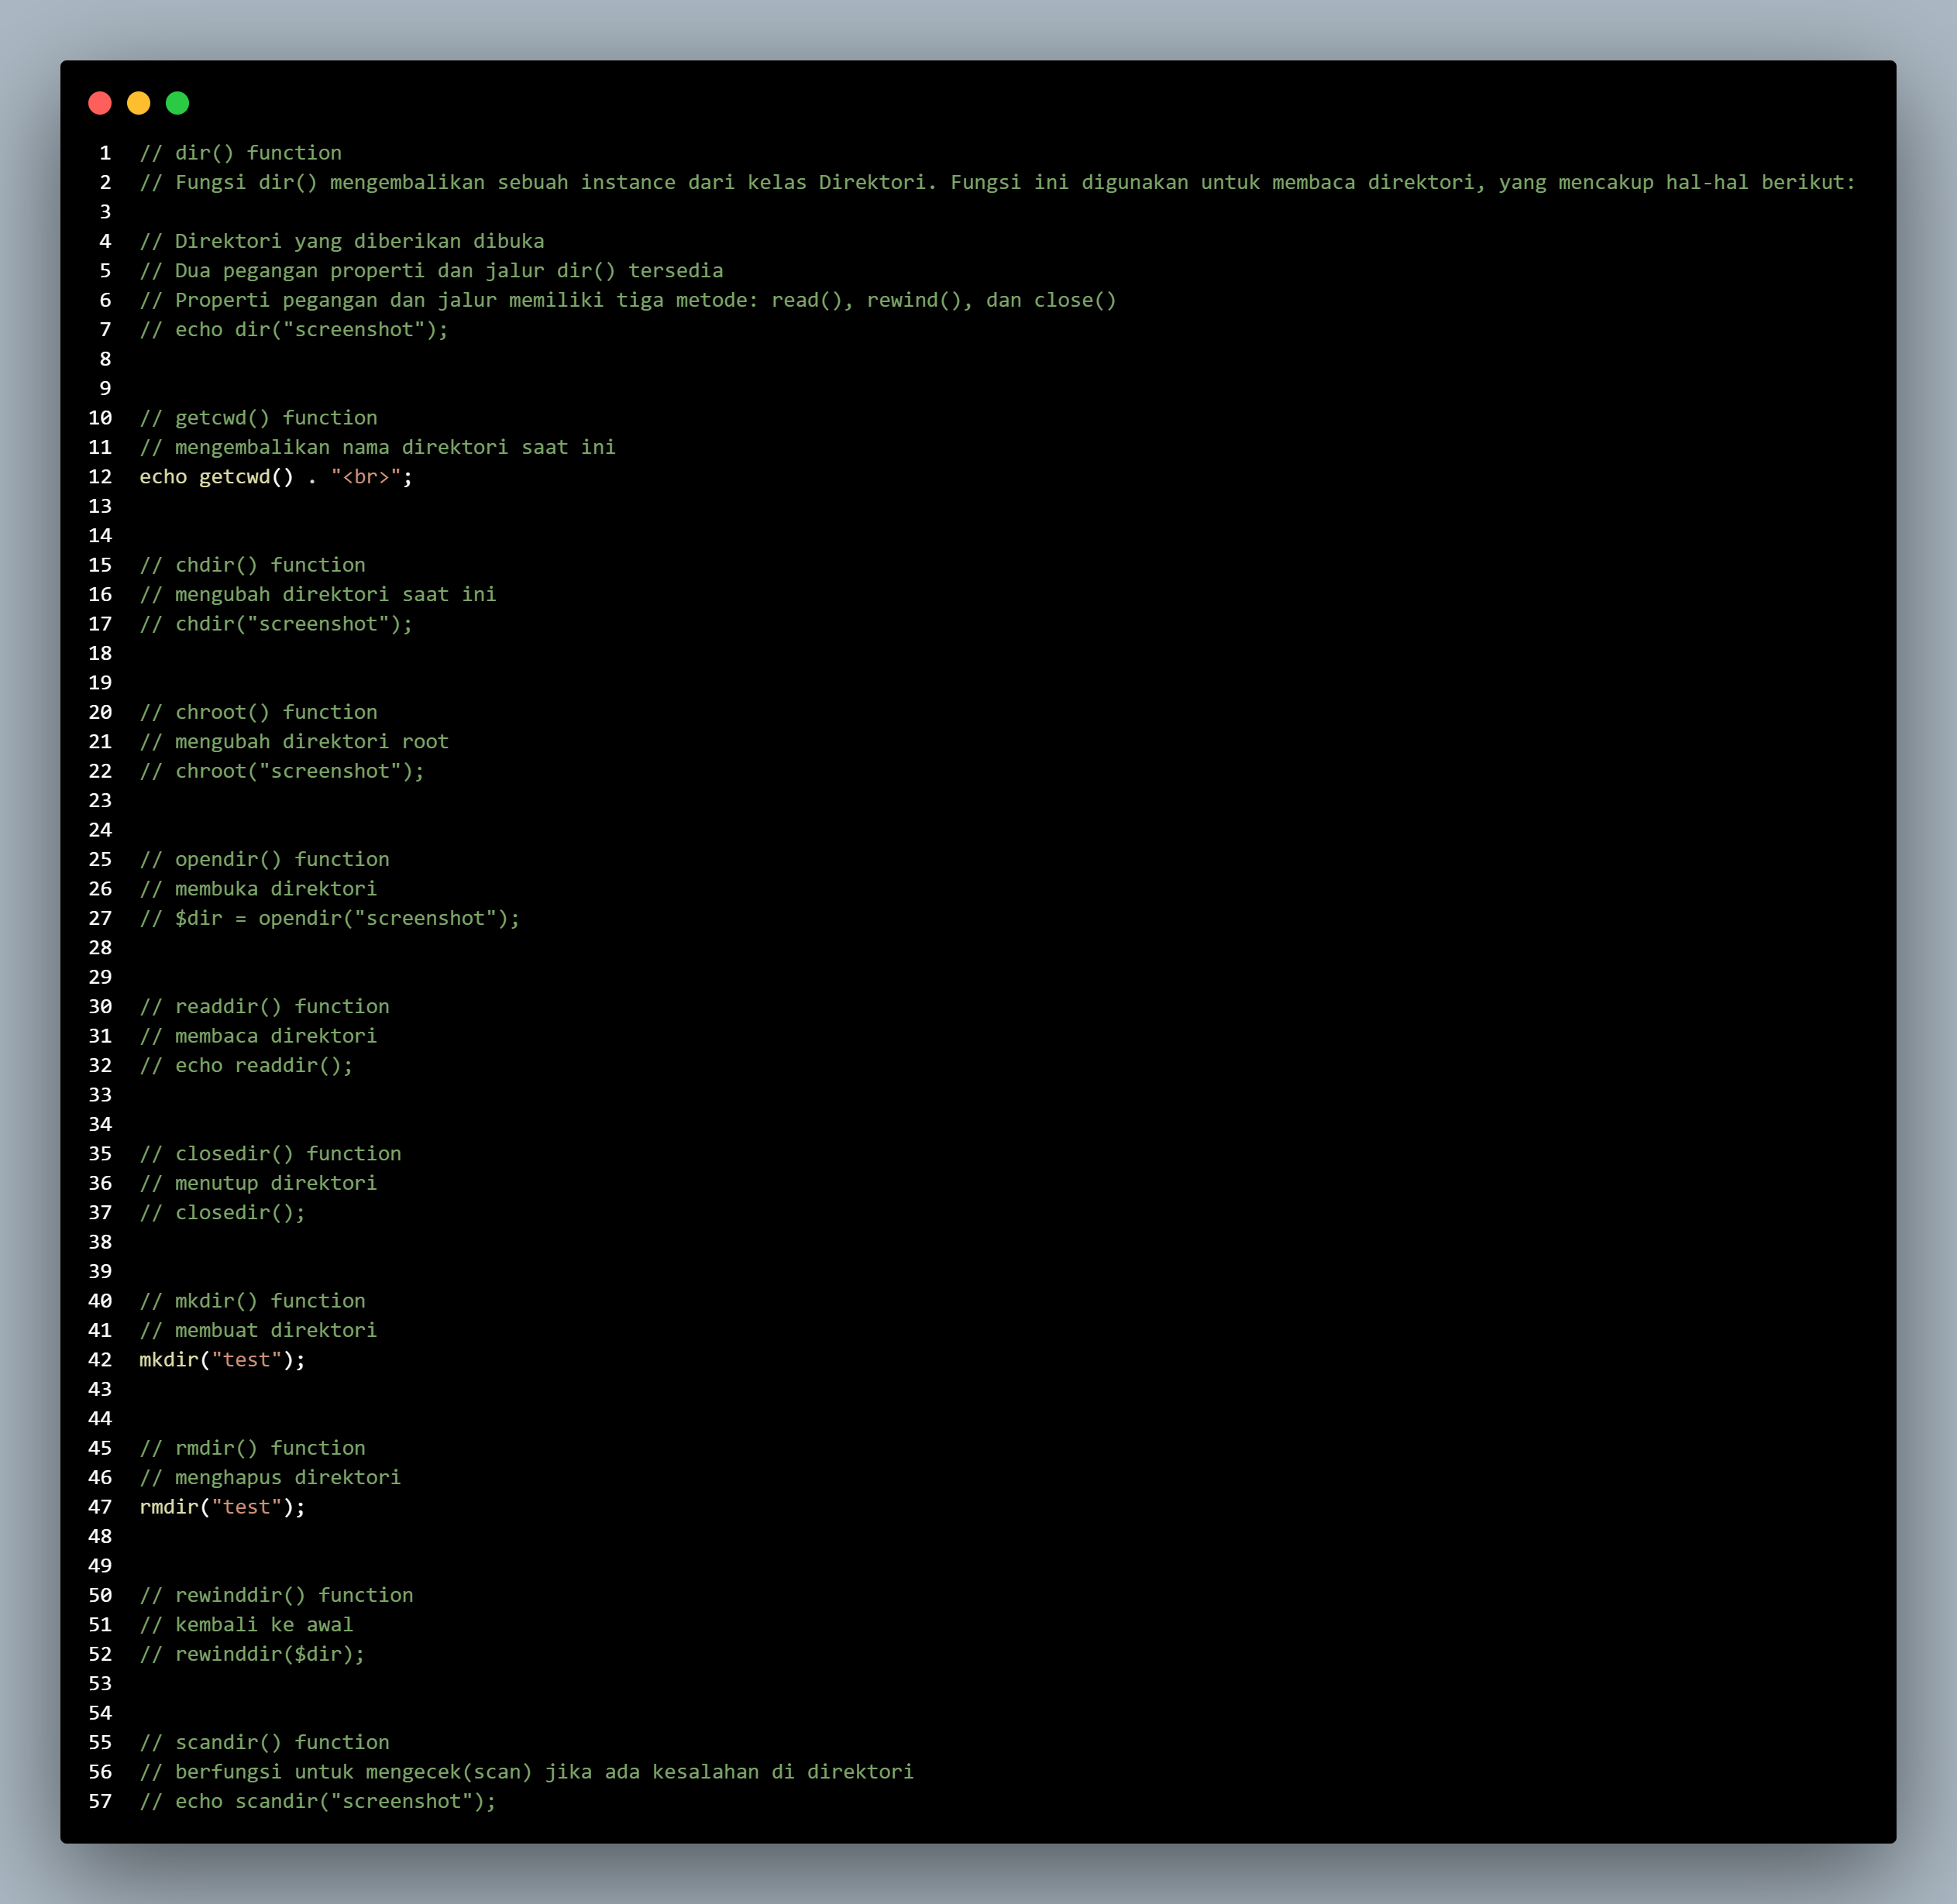 1 // dir() function
2 // Fungsi dir() mengembalikan sebuah instance dari kelas Direktori. Fungsi ini digunakan untuk membaca direktori, yang mencakup hal-hal berikut:
3
4 // Direktori yang diberikan dibuka
5 // Dua pegangan properti dan jalur dir() tersedia
6 // Properti pegangan dan jalur memiliki tiga metode: read(), rewind(), dan close()
7 // echo dir("screenshot");
8
9
10 // getcwd() function
11 // mengembalikan nama direktori saat ini
12 echo getcwd() . "<br>";
13
14
15 // chdir() function
16 // mengubah direktori saat ini
17 // chdir("screenshot");
18
19
20 // chroot() function
21 // mengubah direktori root
22 // chroot("screenshot");
23
24
25 // opendir() function
26 // membuka direktori
27 // $dir = opendir("screenshot");
28
29
30 // readdir() function
31 // membaca direktori
32 // echo readdir();
33
34
35 // closedir() function
36 // menutup direktori
37 // closedir();
38
39
40 // mkdir() function
41 // membuat direktori
42 mkdir("test");
43
44
45 // rmdir() function
46 // menghapus direktori
47 rmdir("test");
48
49
50 // rewinddir() function
51 // kembali ke awal
52 // rewinddir($dir);
53
54
55 // scandir() function
56 // berfungsi untuk mengecek(scan) jika ada kesalahan di direktori
57 // echo scandir("screenshot");